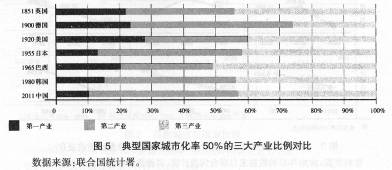 1851英国
1900德国
1920美国
1955日本
1965巴西
1980韩国
2011中国
0 10% 20% 30% 40% 50% 60% 70% 80% 90% 100%
第一产业 第二产业 第三产业
图5 典型国家城市化率50%的三大产业比例对比
数据来源:联合国统计署。